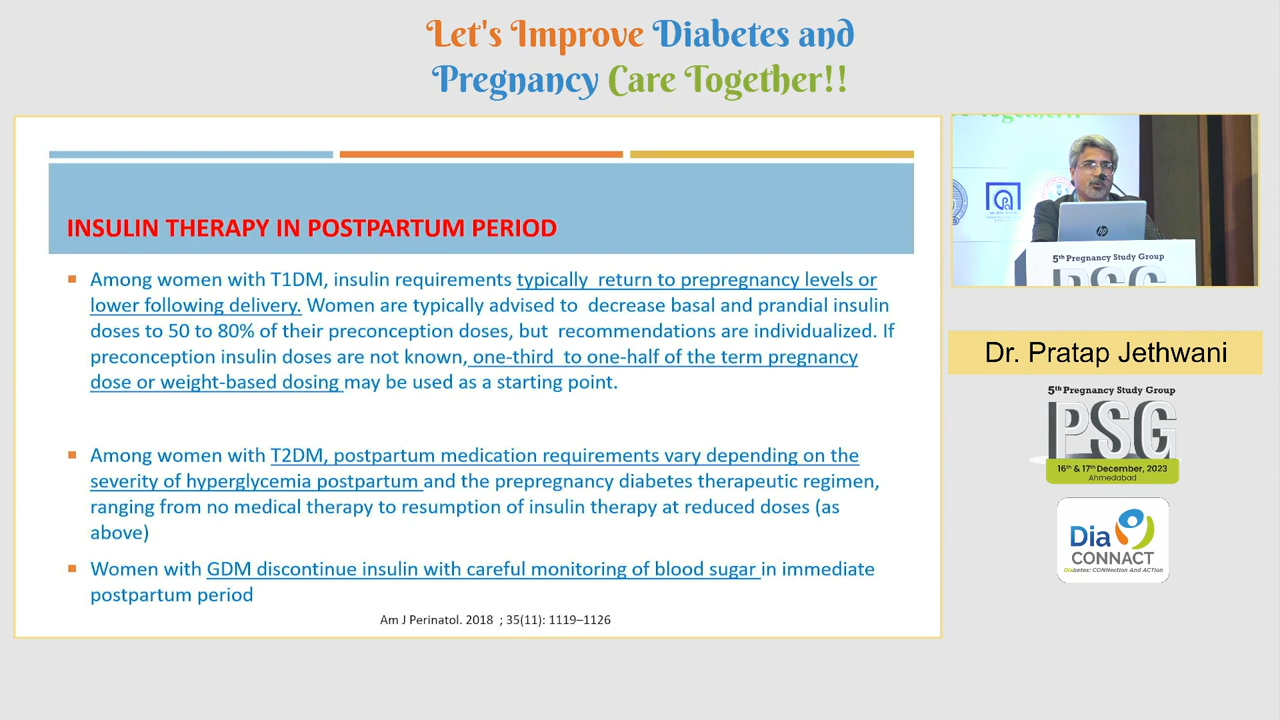 Let's Improve Diabetes and
Pregnancy Care Together!!
INSULIN THERAPY IN POSTPARTUM PERIOD
Among women with T1DM, insulin requirements typically return to prepregnancy levels or
lower following delivery. Women are typically advised to decrease basal and prandial insulin
doses to 50 to 80% of their preconception doses, but recommendations are individualized. If
preconception insulin doses are not known, one-third to one-half of the term pregnancy
dose or weight-based dosing may be used as a starting point.
Among women with T2DM, postpartum medication requirements vary depending on the
severity of hyperglycemia postpartum and the prepregnancy diabetes therapeutic regimen,
ranging from no medical therapy to resumption of insulin therapy at reduced doses (as
above)
Women with GDM discontinue insulin with careful monitoring of blood sugar in immediate
postpartum period
Am J Perinatol. 2018 ; 35(11): 1119–1126
hp
5th Pregnancy Study Group
PSG
Dr. Pratap Jethwani
5th Pregnancy Study Group
PSG
16th & 17th December, 2023
Ahmedabad
Dia
CONNACT
Diabetes: CONNection And ACTion